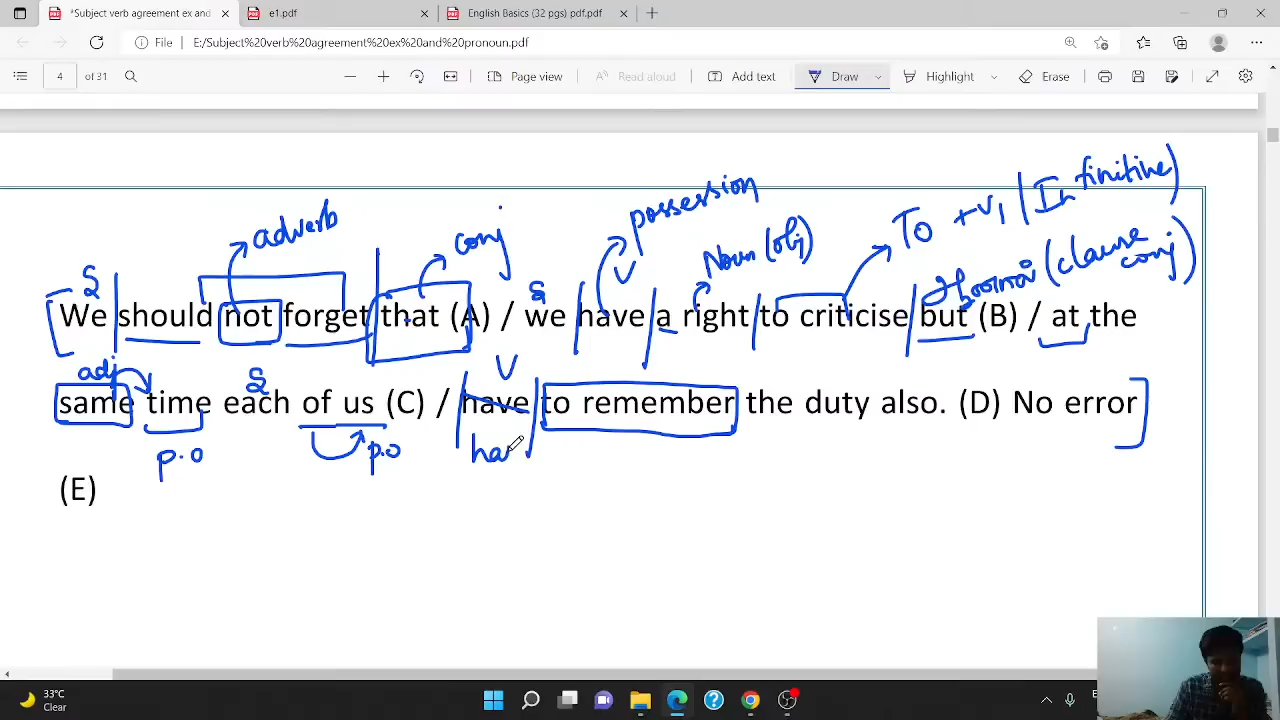 *Subject verb agreement ex and
e1.pdf
English Basics (32 pgs) pdf.pdf
File
E:/Subject%20verb%20agreement%20ex%20and%20pronoun.pdf
4 of 31
Page view
Read aloud
Add text
Draw
Highlight
Erase
adverb
conj
possession
V
Noun (obj)
To +V1 / Infinitive)
(clause conj)
S
S
We should not forget that (A) / we have a right to criticise but (B) / at the
adj
S
V
same time each of us (C) / have to remember the duty also. (D) No error
p.o
p.o
ha
(E)
33°C
Clear
E